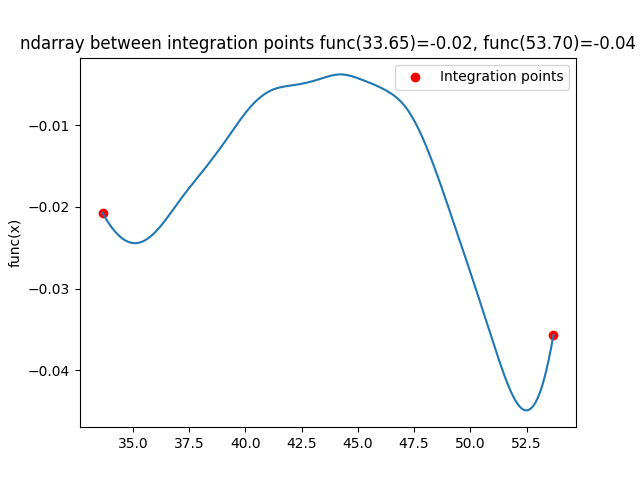 ndarray between integration points func(33.65)=-0.02, func(53.70)=-0.04
Integration points
func(x)
−0.01
−0.02
−0.03
−0.04
35.0 37.5 40.0 42.5 45.0 47.5 50.0 52.5